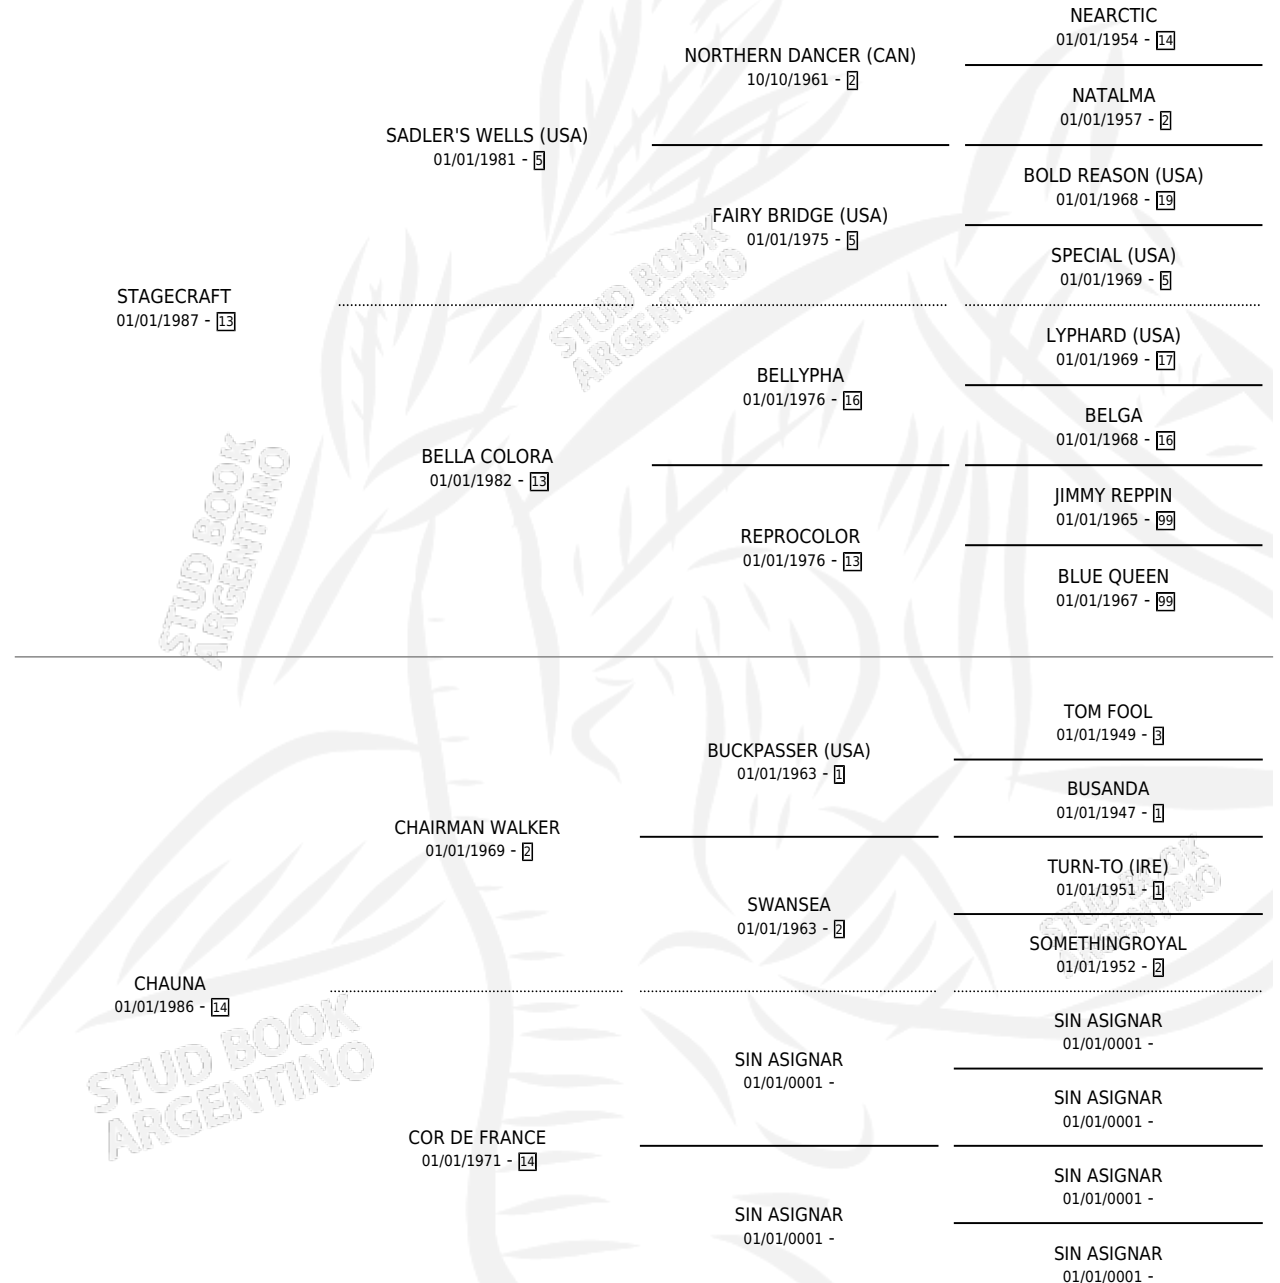 NEARCTIC
01/01/1954 - 14
NORTHERN DANCER (CAN)
10/10/1961 - 2
NATALMA
01/01/1957 - 2
SADLER'S WELLS (USA)
01/01/1981 - 5
BOLD REASON (USA)
01/01/1968 - 19
FAIRY BRIDGE (USA)
01/01/1975 - 5
SPECIAL (USA)
01/01/1969 - 5
STAGECRAFT
01/01/1987 - 13
STUD BOOK
ARGENTINO
LYPHARD (USA)
01/01/1969 - 17
BELLYPHA
01/01/1976 - 16
BELGA
01/01/1968 - 16
BELLA COLORA
01/01/1982 - 13
JIMMY REPPIN
01/01/1965 - 99
REPROCOLOR
01/01/1976 - 13
BLUE QUEEN
01/01/1967 - 99
STUD BOOK
ARGENTINO
TOM FOOL
01/01/1949 - 3
BUCKPASSER (USA)
01/01/1963 - 1
BUSANDA
01/01/1947 - 1
CHAIRMAN WALKER
01/01/1969 - 2
TURN-TO (IRE)
01/01/1951 - 1
SWANSEA
01/01/1963 - 2
SOMETHINGROYAL
01/01/1952 - 2
STUD BOOK
ARGENTINO
CHAUNA
01/01/1986 - 14
SIN ASIGNAR
01/01/0001 -
SIN ASIGNAR
01/01/0001 -
SIN ASIGNAR
01/01/0001 -
STUD BOOK
ARGENTINO
COR DE FRANCE
01/01/1971 - 14
SIN ASIGNAR
01/01/0001 -
SIN ASIGNAR
01/01/0001 -
SIN ASIGNAR
01/01/0001 -